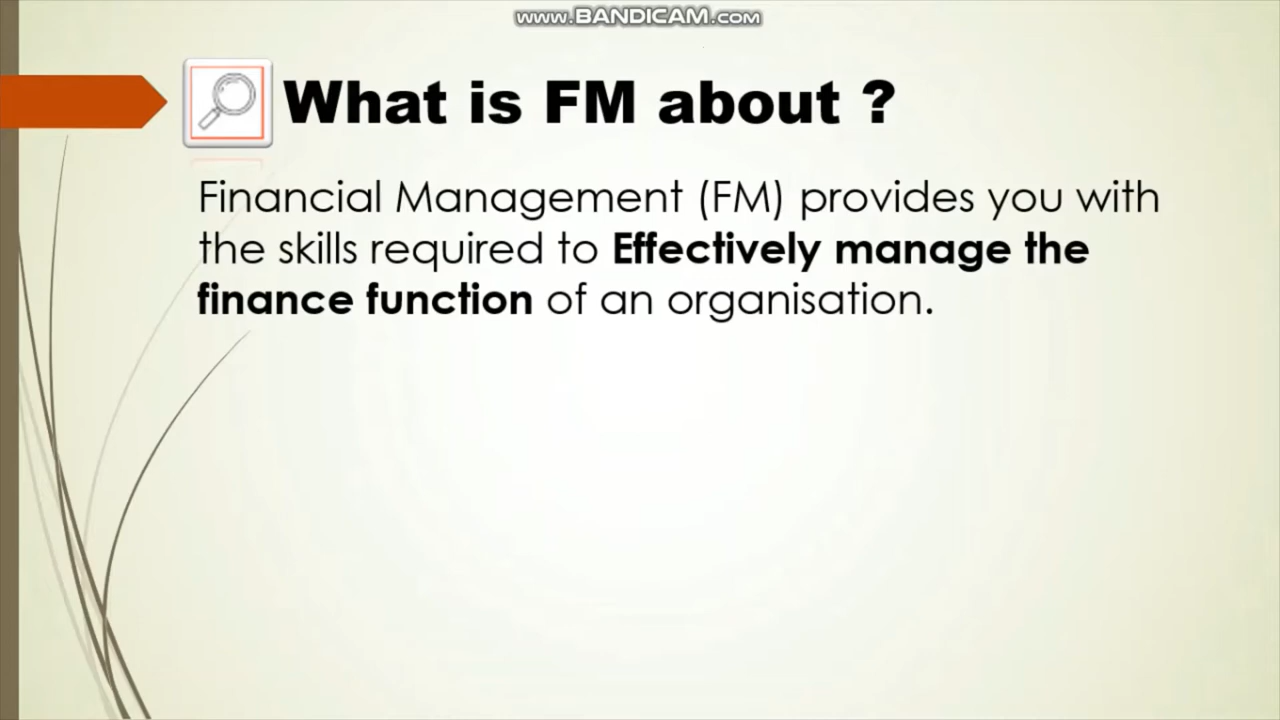 www.BANDICAM.com
What is FM about ?
Financial Management (FM) provides you with
the skills required to Effectively manage the
finance function of an organisation.